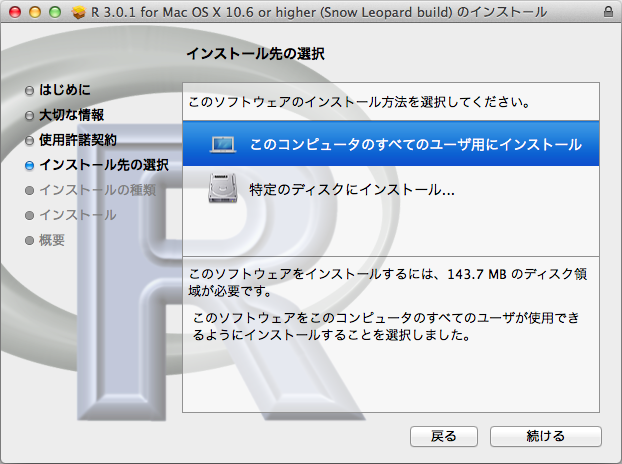 R 3.0.1 for Mac OS X 10.6 or higher (Snow Leopard build) のインストール
インストール先の選択
はじめに
大切な情報
使用許諾契約
インストール先の選択
インストールの種類
インストール
概要
このソフトウェアのインストール方法を選択してください。
このコンピュータのすべてのユーザ用にインストール
特定のディスクにインストール...
このソフトウェアをインストールするには、143.7 MB のディスク領
域が必要です。
このソフトウェアをこのコンピュータのすべてのユーザが使用でき
るようにインストールすることを選択しました。
戻る
続ける